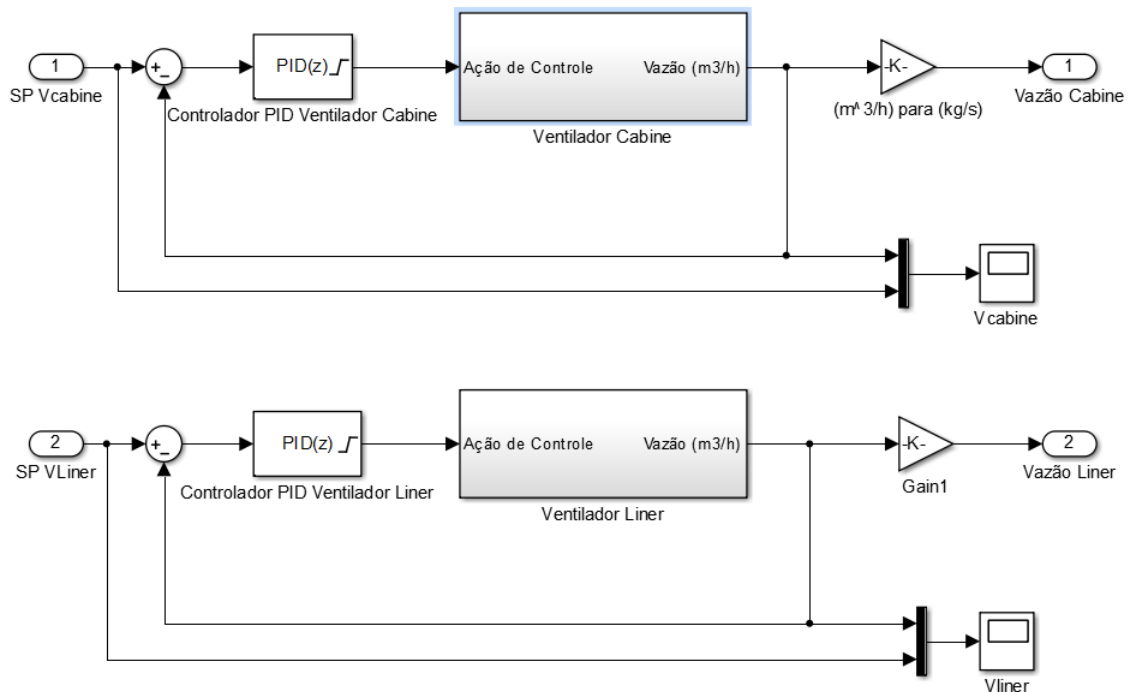 1
SP Vcabine
+
-
PID(z)
Controlador PID Ventilador Cabine
Ação de Controle
Vazão (m3/h)
Ventilador Cabine
-K-
(m^3/h) para (kg/s)
1
Vazão Cabine
Vcabine
2
SP VLiner
+
-
PID(z)
Controlador PID Ventilador Liner
Ação de Controle
Vazão (m3/h)
Ventilador Liner
-K-
Gain1
2
Vazão Liner
Vliner